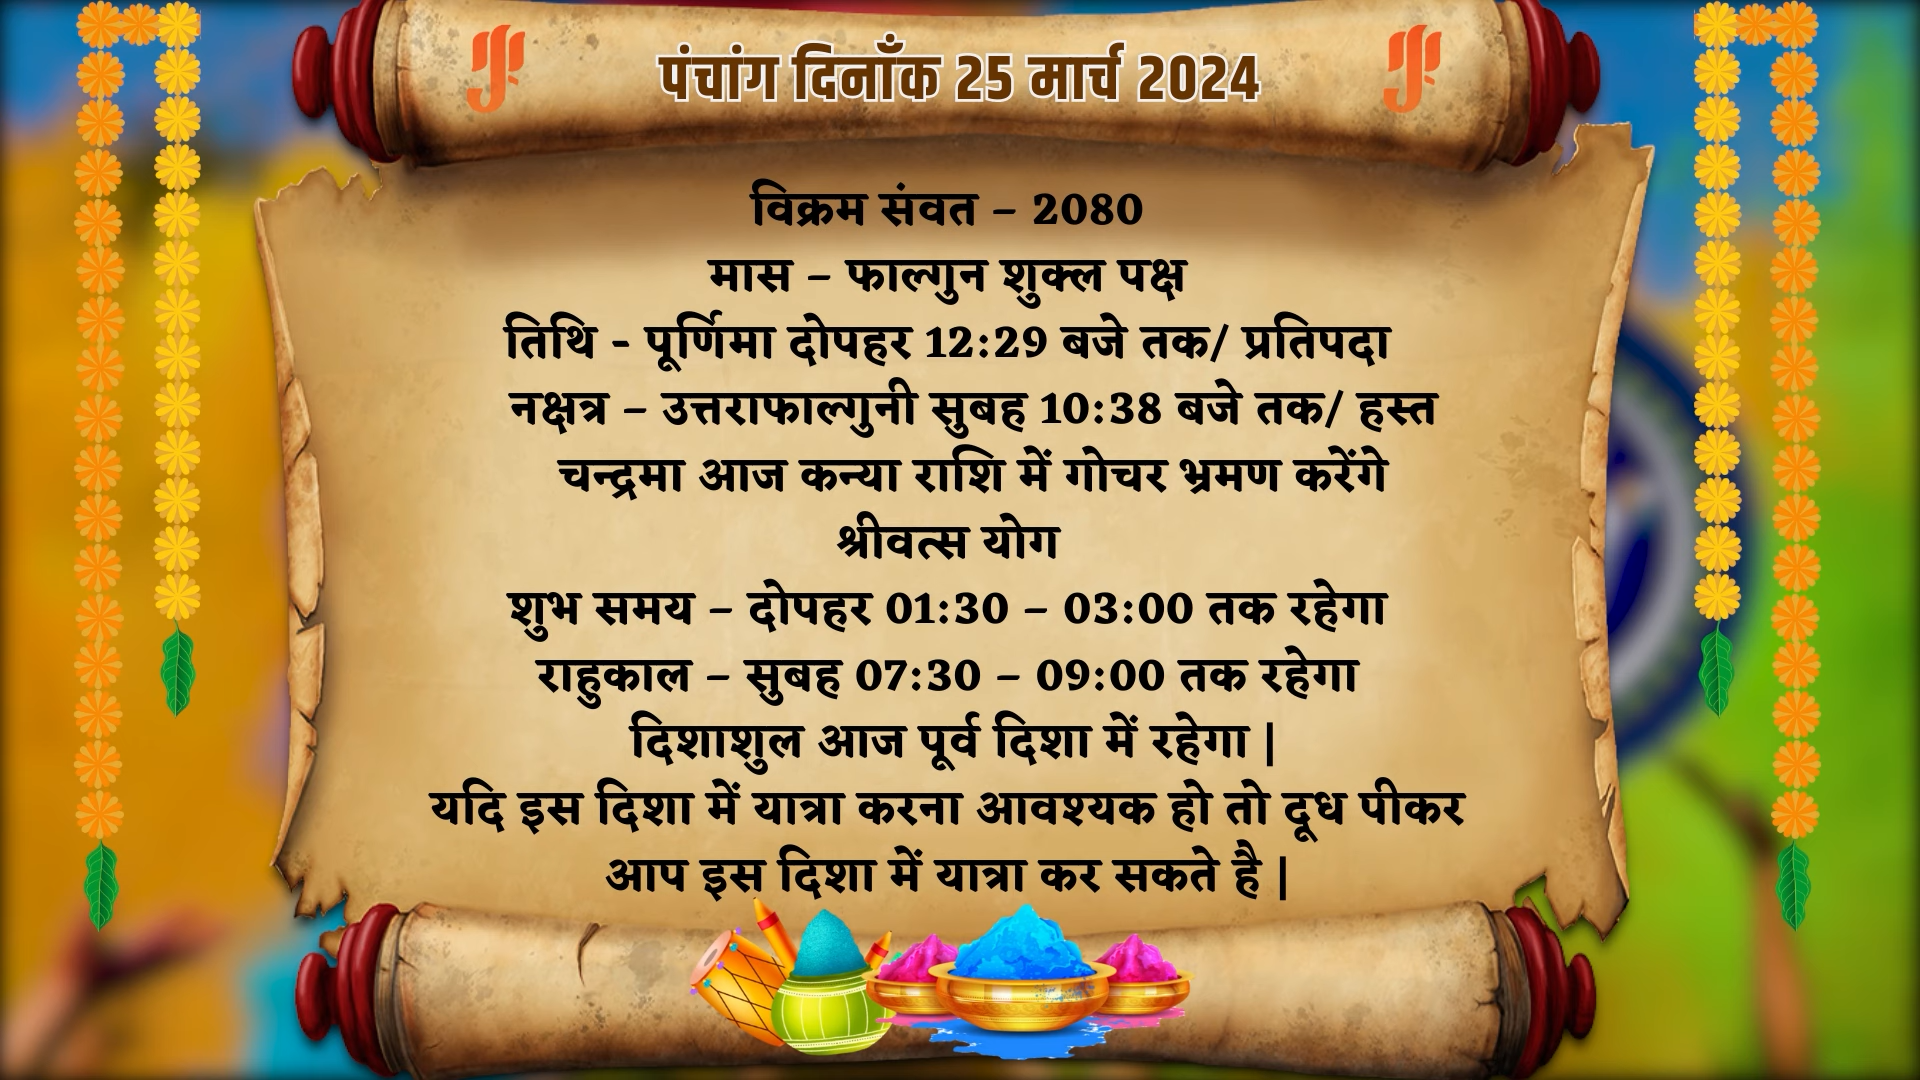 पंचांग दिनाँक 25 मार्च 2024
विक्रम संवत – 2080
मास – फाल्गुन शुक्ल पक्ष
तिथि - पूर्णिमा दोपहर 12:29 बजे तक/ प्रतिपदा
नक्षत्र – उत्तराफाल्गुनी सुबह 10:38 बजे तक/ हस्त
चन्द्रमा आज कन्या राशि में गोचर भ्रमण करेंगे
श्रीवत्स योग
शुभ समय – दोपहर 01:30 – 03:00 तक रहेगा
राहुकाल – सुबह 07:30 – 09:00 तक रहेगा
दिशाशुल आज पूर्व दिशा में रहेगा |
यदि इस दिशा में यात्रा करना आवश्यक हो तो दूध पीकर
आप इस दिशा में यात्रा कर सकते है |